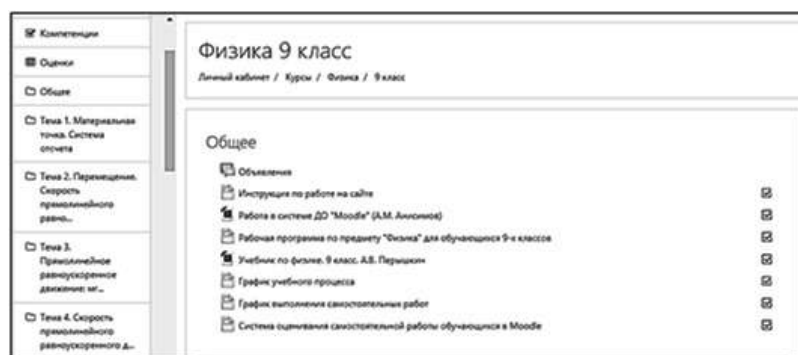 Компетенции
Оценки
Общее
Тема 1. Материальная
точка. Система
отсчета
Тема 2. Перемещение.
Скорость
прямолинейного
равно...
Тема 3.
Прямолинейное
равноускоренное
движение: мг...
Тема 4. Скорость
прямолинейного
равноускоренного д...
Физика 9 класс
Личный кабинет / Курсы / Физика / 9 класс
Общее
Объявления
Инструкция по работе на сайте
Работа в системе ДО "Moodle" (А.М. Анисимов)
Рабочая программа по предмету "Физика" для обучающихся 9-х классов
Учебник по физике. 9 класс. А.В. Перышкин
График учебного процесса
График выполнения самостоятельных работ
Система оценивания самостоятельной работы обучающихся в Moodle